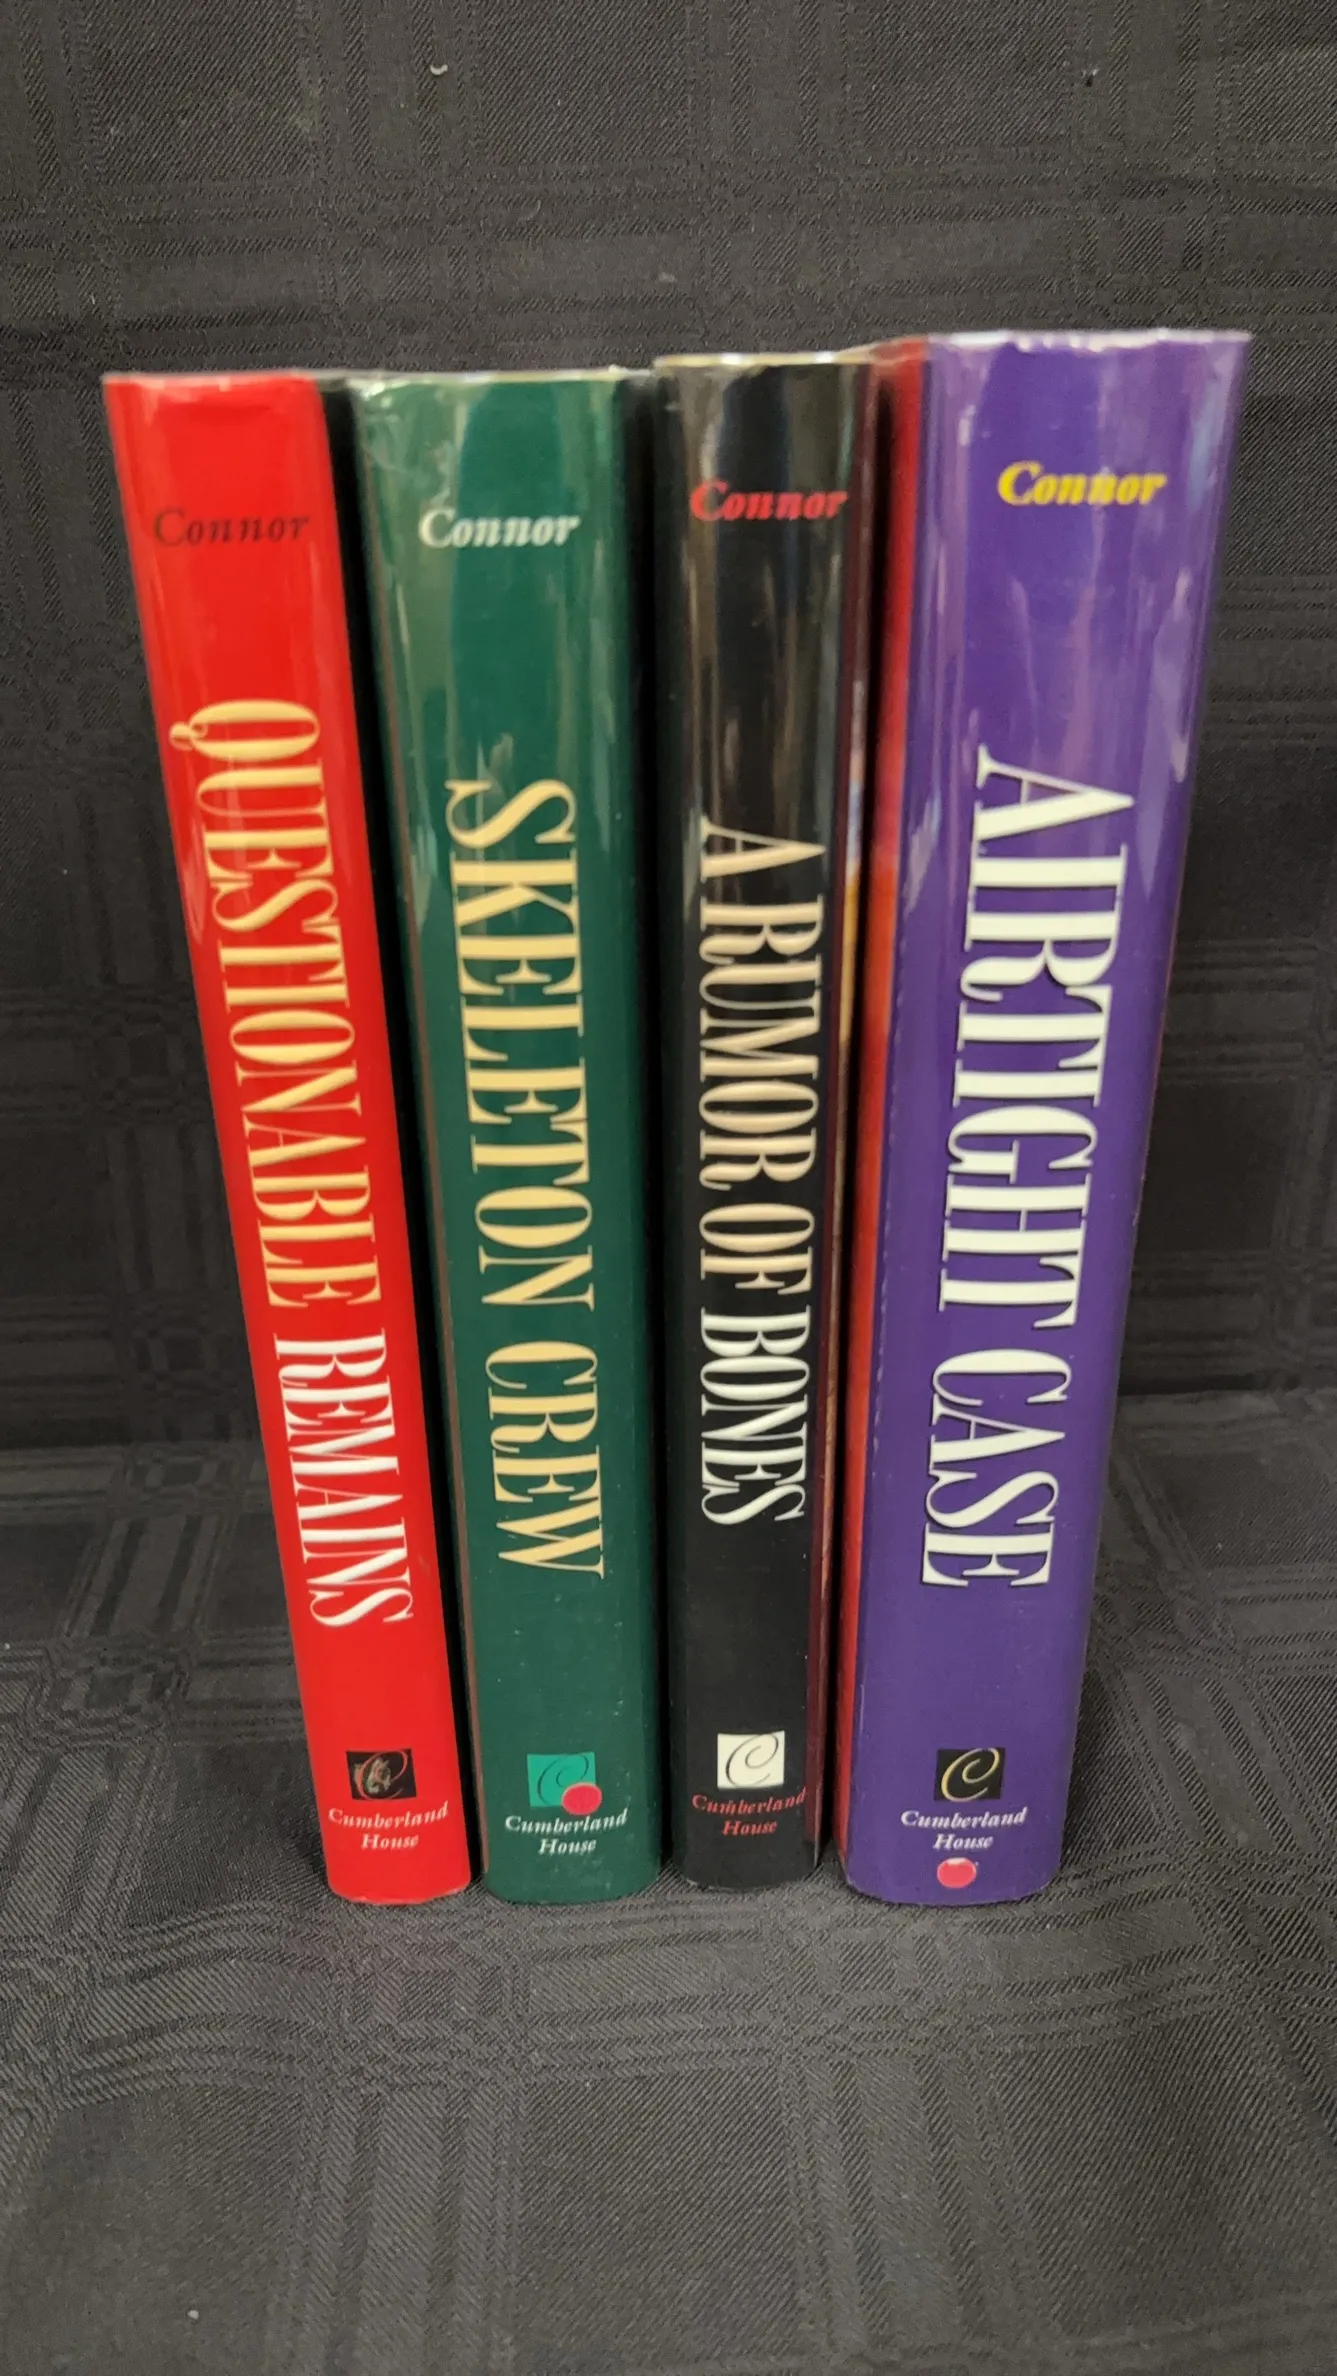 Connor
QUESTIONABLE REMAINS
Cumberland
House
Connor
SKELETON CREW
Cumberland
House
Connor
A RUMOR OF BONES
Cumberland
House
Connor
AIRTIGHT CASE
Cumberland
House